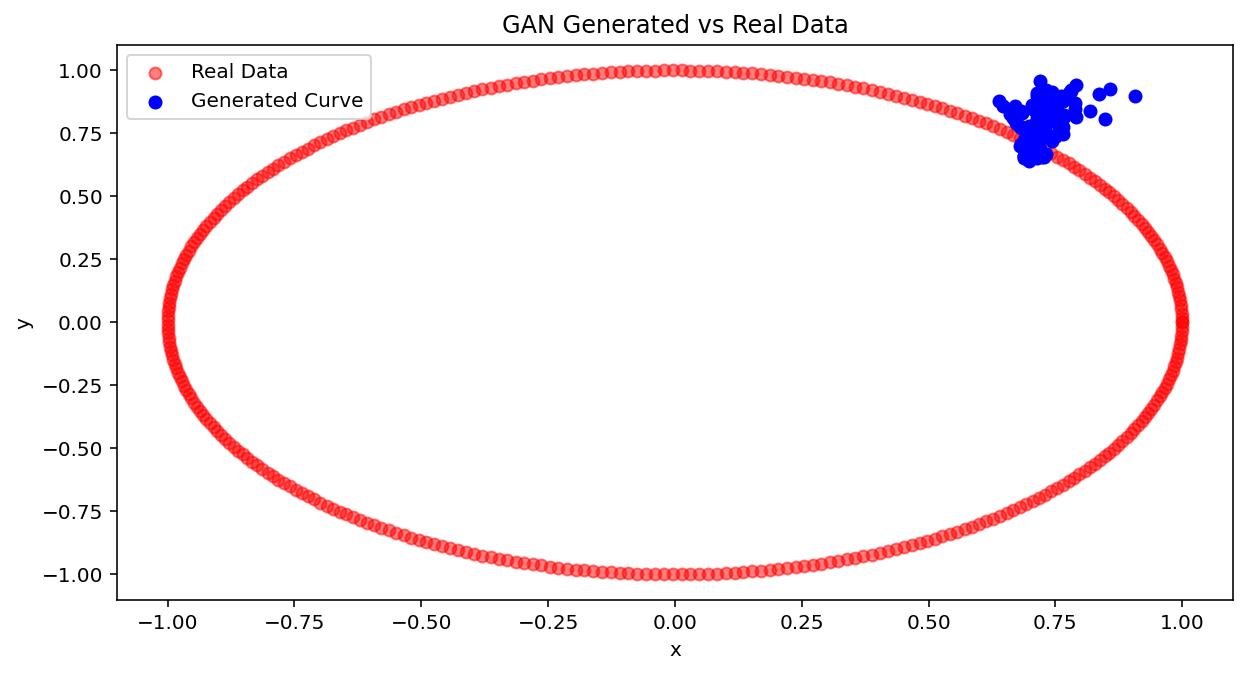 GAN Generated vs Real Data
Real Data
Generated Curve
1.00
0.75
0.50
0.25
0.00
−0.25
−0.50
−0.75
−1.00
y
−1.00 −0.75 −0.50 −0.25 0.00 0.25 0.50 0.75 1.00
x